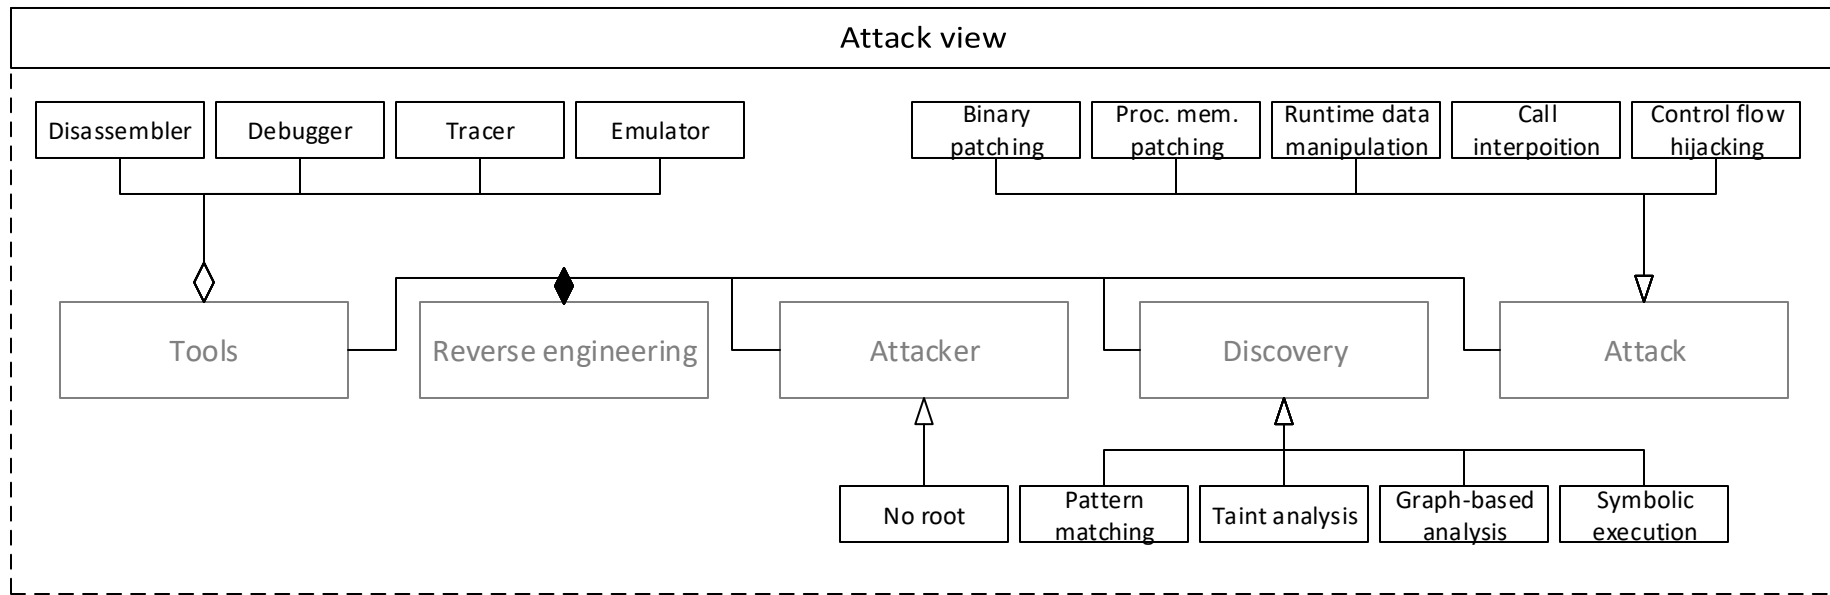 Attack view
Disassembler
Debugger
Tracer
Emulator
Binary
patching
Proc. mem.
patching
Runtime data
manipulation
Call
interpoition
Control flow
hijacking
Tools
Reverse engineering
Attacker
Discovery
Attack
No root
Pattern
matching
Taint analysis
Graph-based
analysis
Symbolic
execution